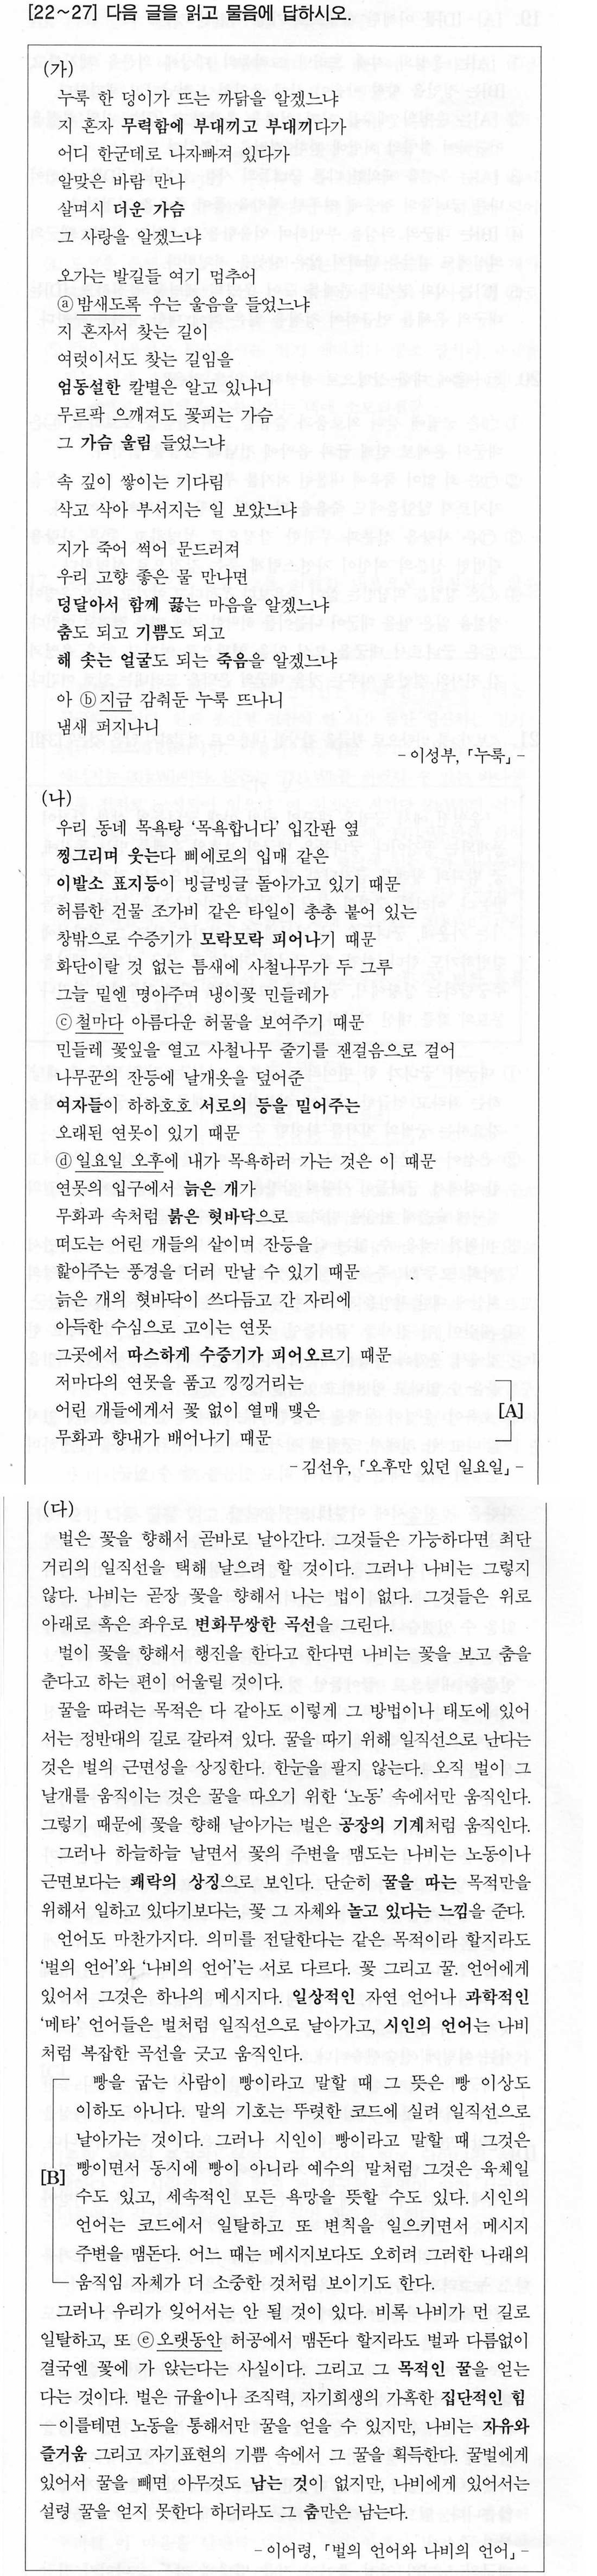 [22~27] 다음 글을 읽고 물음에 답하시오.
(가)
누룩 한 덩이가 뜨는 까닭을 알겠느냐
지 혼자 무력함에 부대끼고 부대끼다가
어디 한군데로 나자빠져 있다가
알맞은 바람 만나
살며시 더운 가슴
그 사랑을 알겠느냐
오가는 발길들 여기 멈추어
ⓐ 밤새도록 우는 울음을 들었느냐
지 혼자서 찾는 길이
여럿이서도 찾는 길임을
엄동설한 칼별은 알고 있나니
무르팍 으깨져도 꽃피는 가슴
그 가슴 울림 들었느냐
속 깊이 쌓이는 기다림
삭고 삭아 부서지는 일 보았느냐
지가 죽어 썩어 문드러져
우리 고향 좋은 물 만나면
덩달아서 함께 끓는 마음을 알겠느냐
춤도 되고 기쁨도 되고
해 솟는 얼굴도 되는 죽음을 알겠느냐
아 ⓑ 지금 감춰둔 누룩 뜨나니
냄새 퍼지나니
- 이성부, 「누룩」 -
(나)
우리 동네 목욕탕 ‘목욕합니다’ 입간판 옆
찡그리며 웃는다 삐에로의 입매 같은
이발소 표지등이 빙글빙글 돌아가고 있기 때문
허름한 건물 조가비 같은 타일이 총총 붙어 있는
창밖으로 수증기가 모락모락 피어나기 때문
화단이랄 것 없는 틈새에 사철나무가 두 그루
그늘 밑엔 명아주며 냉이꽃 민들레가
ⓒ 철마다 아름다운 허물을 보여주기 때문
민들레 꽃잎을 열고 사철나무 줄기를 잰걸음으로 걸어
나무꾼의 잔등에 날개옷을 덮어준
여자들이 하하호호 서로의 등을 밀어주는
오래된 연못이 있기 때문
ⓓ 일요일 오후에 내가 목욕하러 가는 것은 이 때문
연못의 입구에서 늙은 개가
무화과 속처럼 붉은 혓바닥으로
떠도는 어린 개들의 샅이며 잔등을
핥아주는 풍경을 더러 만날 수 있기 때문
늙은 개의 혓바닥이 쓰다듬고 간 자리에
아득한 수심으로 고이는 연못
그곳에서 따스하게 수증기가 피어오르기 때문
저마다의 연못을 품고 낑낑거리는
어린 개들에게서 꽃 없이 열매 맺은 [A]
무화과 향내가 배어나기 때문
- 김선우, 「오후만 있던 일요일」 -
(다)
벌은 꽃을 향해서 곧바로 날아간다. 그것들은 가능하다면 최단
거리의 일직선을 택해 날으려 할 것이다. 그러나 나비는 그렇지
않다. 나비는 곧장 꽃을 향해서 나는 법이 없다. 그것들은 위로
아래로 혹은 좌우로 변화무쌍한 곡선을 그린다.
벌이 꽃을 향해서 행진을 한다고 한다면 나비는 꽃을 보고 춤을
춘다고 하는 편이 어울릴 것이다.
꿀을 따려는 목적은 다 같아도 이렇게 그 방법이나 태도에 있어
서는 정반대의 길로 갈라져 있다. 꿀을 따기 위해 일직선으로 난다는
것은 벌의 근면성을 상징한다. 한눈을 팔지 않는다. 오직 벌이 그
날개를 움직이는 것은 꿀을 따오기 위한 ‘노동’ 속에서만 움직인다.
그렇기 때문에 꽃을 향해 날아가는 벌은 공장의 기계처럼 움직인다.
그러나 하늘하늘 날면서 꽃의 주변을 맴도는 나비는 노동이나
근면보다는 쾌락의 상징으로 보인다. 단순히 꿀을 따는 목적만을
위해서 일하고 있다기보다는, 꽃 그 자체와 놀고 있다는 느낌을 준다.
언어도 마찬가지다. 의미를 전달한다는 같은 목적이라 할지라도
‘벌의 언어’와 ‘나비의 언어’는 서로 다르다. 꽃 그리고 꿀. 언어에게
있어서 그것은 하나의 메시지다. 일상적인 자연 언어나 과학적인
‘메타’ 언어들은 벌처럼 일직선으로 날아가고, 시인의 언어는 나비
처럼 복잡한 곡선을 긋고 움직인다.
빵을 굽는 사람이 빵이라고 말할 때 그 뜻은 빵 이상도
이하도 아니다. 말의 기호는 뚜렷한 코드에 실려 일직선으로
날아가는 것이다. 그러나 시인이 빵이라고 말할 때 그것은
[B] 빵이면서 동시에 빵이 아니라 예수의 말처럼 그것은 육체일
수도 있고, 세속적인 모든 욕망을 뜻할 수도 있다. 시인의
언어는 코드에서 일탈하고 또 변칙을 일으키면서 메시지
주변을 맴돈다. 어느 때는 메시지보다도 오히려 그러한 나래의
움직임 자체가 더 소중한 것처럼 보이기도 한다.
그러나 우리가 잊어서는 안 될 것이 있다. 비록 나비가 먼 길로
일탈하고, 또 ⓔ 오랫동안 허공에서 맴돈다 할지라도 벌과 다름없이
결국엔 꽃에 가 앉는다는 사실이다. 그리고 그 목적인 꿀을 얻는
다는 것이다. 벌은 규율이나 조직력, 자기희생의 가혹한 집단적인 힘
―이를테면 노동을 통해서만 꿀을 얻을 수 있지만, 나비는 자유와
즐거움 그리고 자기표현의 기쁨 속에서 그 꿀을 획득한다. 꿀벌에게
있어서 꿀을 빼면 아무것도 남는 것이 없지만, 나비에게 있어서는
설령 꿀을 얻지 못한다 하더라도 그 춤만은 남는다.
- 이어령, 「벌의 언어와 나비의 언어」 -